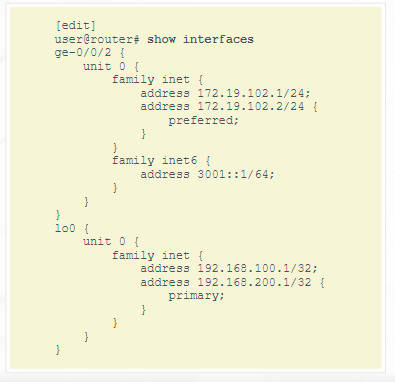 [edit]
user@router# show interfaces
ge-0/0/2 {
unit 0 {
family inet {
address 172.19.102.1/24;
address 172.19.102.2/24 {
preferred;
}
}
family inet6 {
address 3001::1/64;
}
}
}
lo0 {
unit 0 {
family inet {
address 192.168.100.1/32;
address 192.168.200.1/32 {
primary;
}
}
}
}